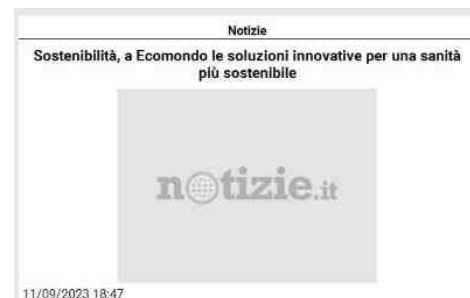 Notizie
Sostenibilità, a Ecomondo le soluzioni innovative per una sanità
più sostenibile
notizie.it
11/09/2023 18:47